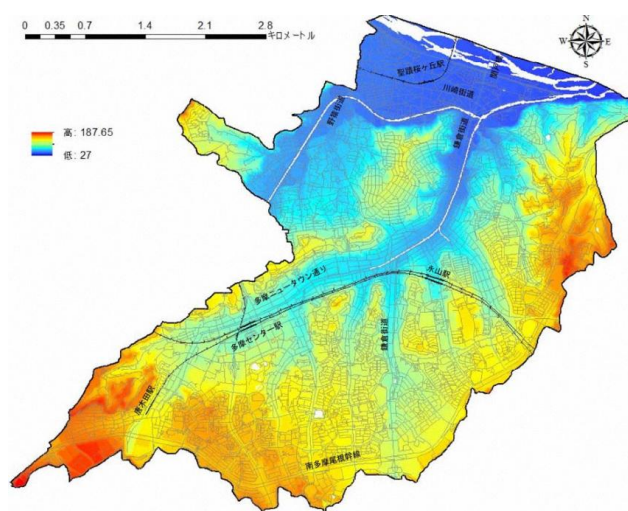 0 0.35 0.7 1.4 2.1 2.8
キロメートル
N
W E
S
高: 187.65
低: 27
聖蹟桜ヶ丘駅
関戸橋
川崎街道
野猿街道
鎌倉街道
多摩ニュータウン通り
永山駅
多摩センター駅
鎌倉街道
唐木田駅
南多摩尾根幹線